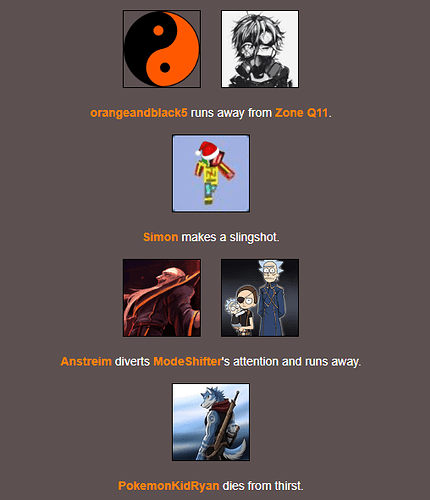 orangeandblack5 runs away from Zone Q11.
Simon makes a slingshot.
Anstreim diverts ModeShifter's attention and runs away.
PokemonKidRyan dies from thirst.